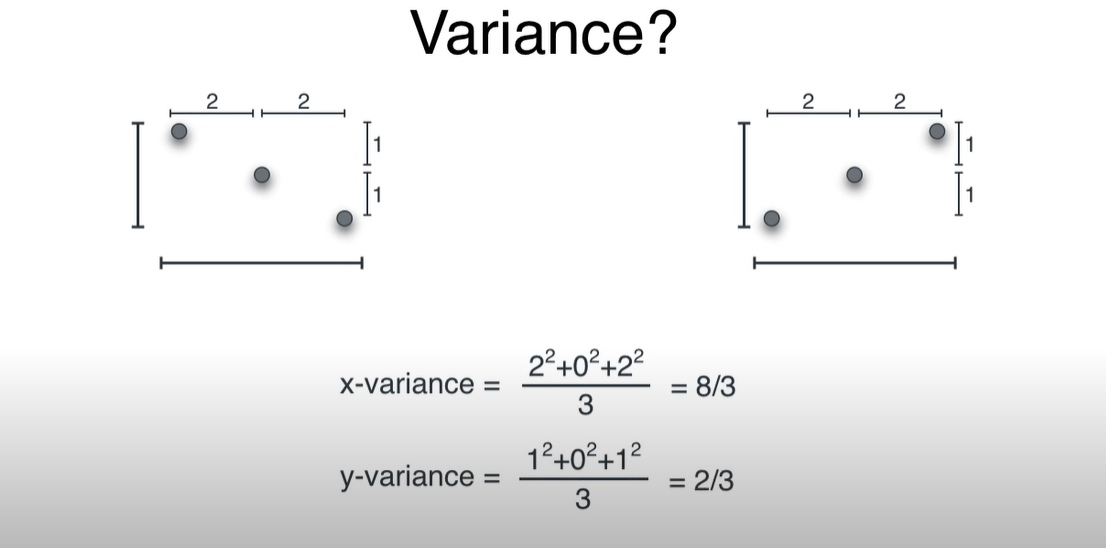 Variance?
2 2 2 2
1 1
1 1
x-variance = 2²+0²+2² / 3 = 8/3
y-variance = 1²+0²+1² / 3 = 2/3